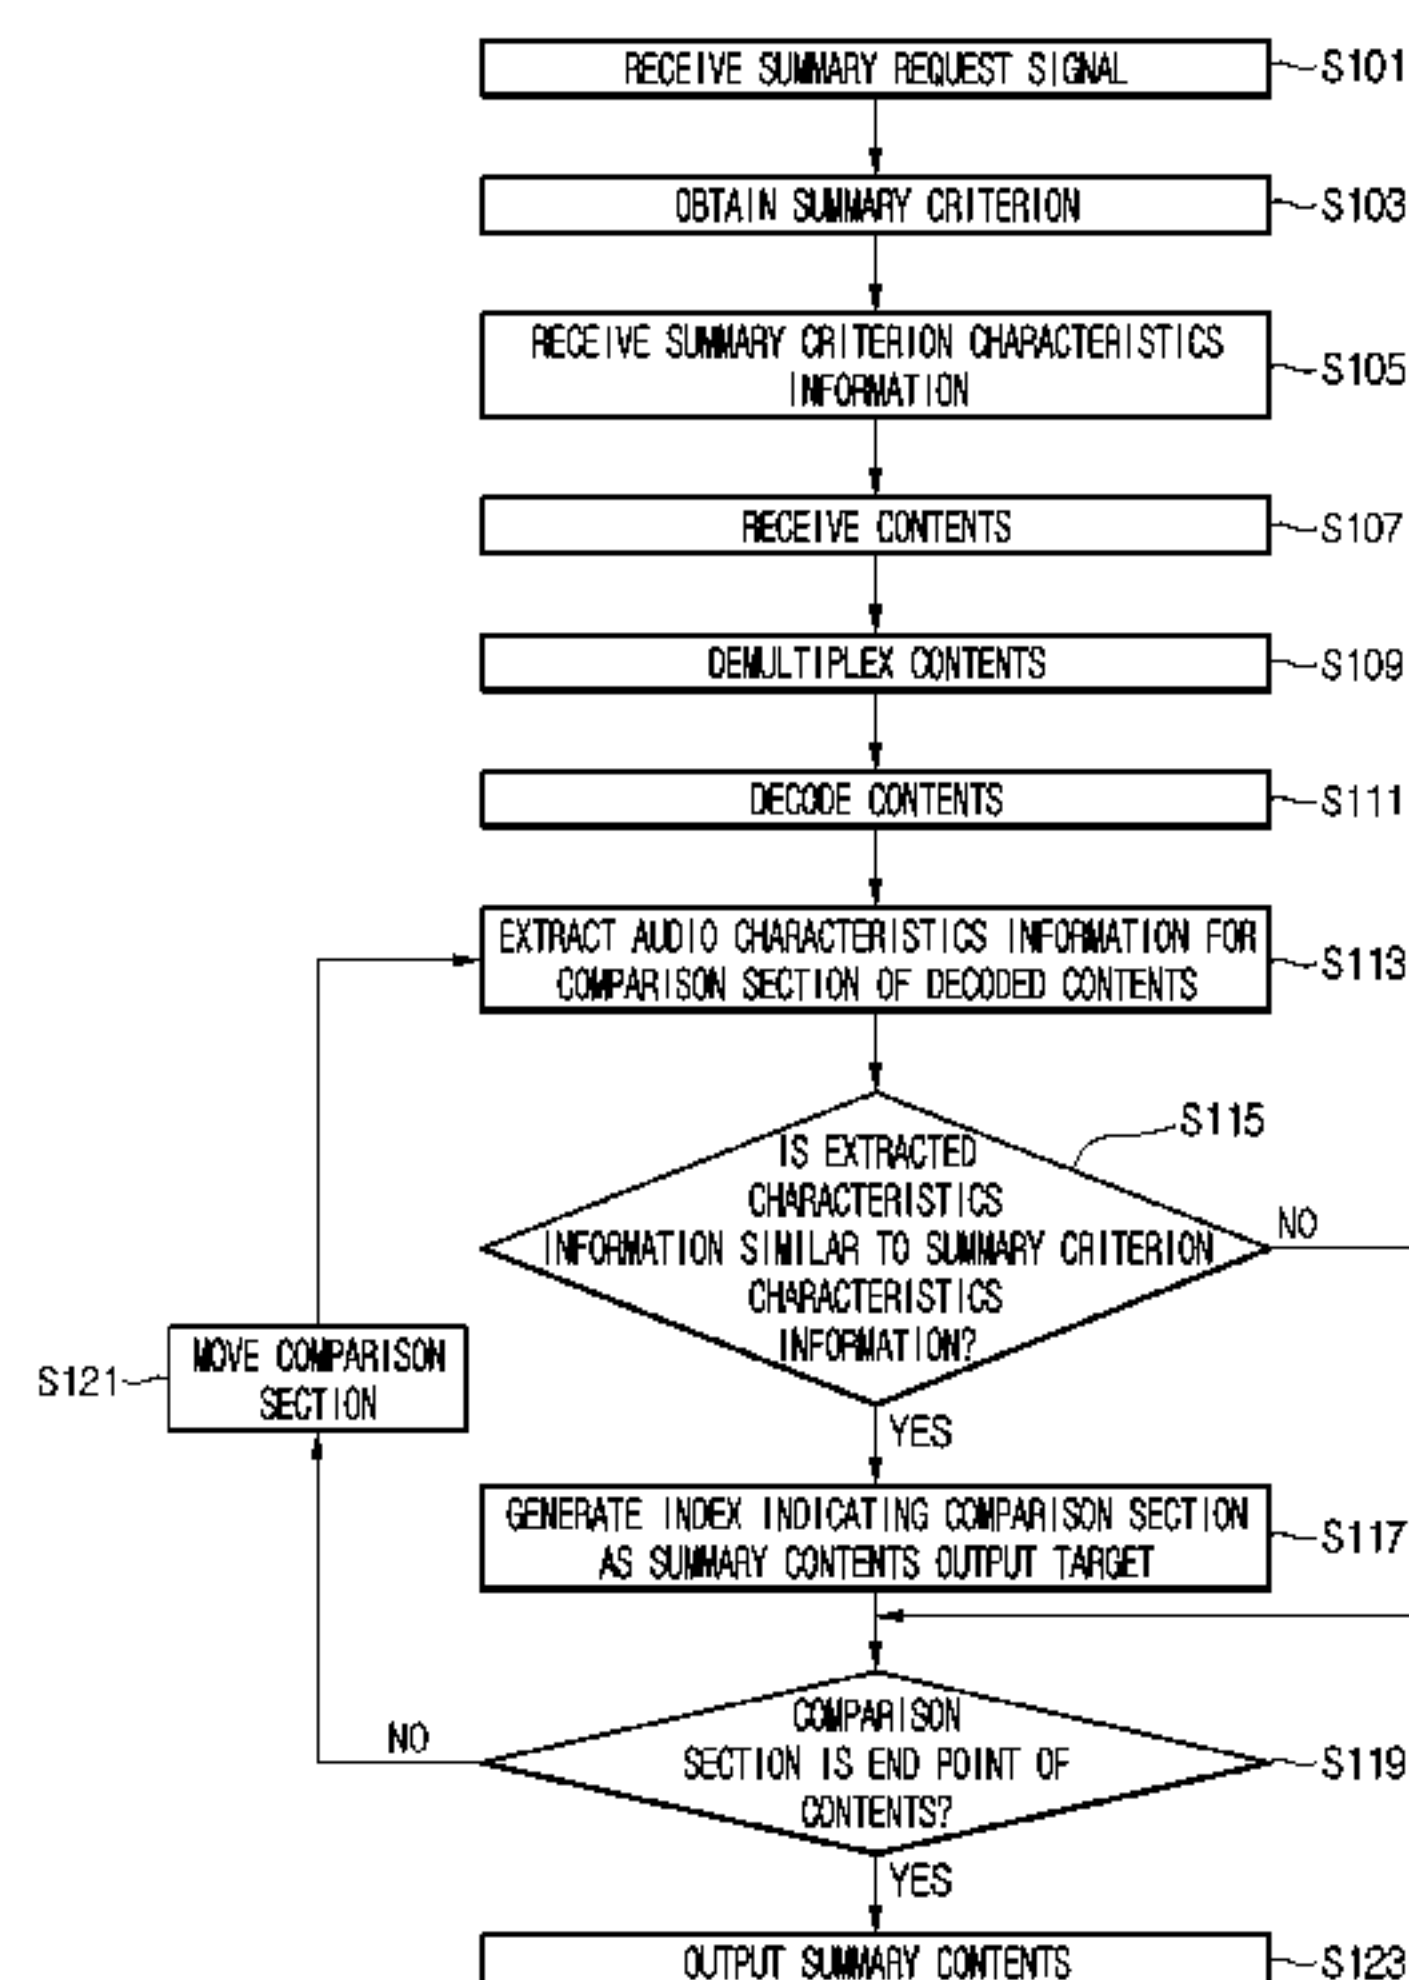 RECEIVE SUMMARY REQUEST SIGNAL
S101
OBTAIN SUMMARY CRITERION
S103
RECEIVE SUMMARY CRITERION CHARACTERISTICS
INFORMATION
S105
RECEIVE CONTENTS
S107
DEMULTIPLEX CONTENTS
S109
DECODE CONTENTS
S111
EXTRACT AUDIO CHARACTERISTICS INFORMATION FOR
COMPARISON SECTION OF DECODED CONTENTS
S113
S115
IS EXTRACTED
CHARACTERISTICS
INFORMATION SIMILAR TO SUMMARY CRITERION
CHARACTERISTICS
INFORMATION?
NO
YES
MOVE COMPARISON
SECTION
S121
GENERATE INDEX INDICATING COMPARISON SECTION
AS SUMMARY CONTENTS OUTPUT TARGET
S117
COMPARISON
SECTION IS END POINT OF
CONTENTS?
S119
NO
YES
OUTPUT SUMMARY CONTENTS
S123